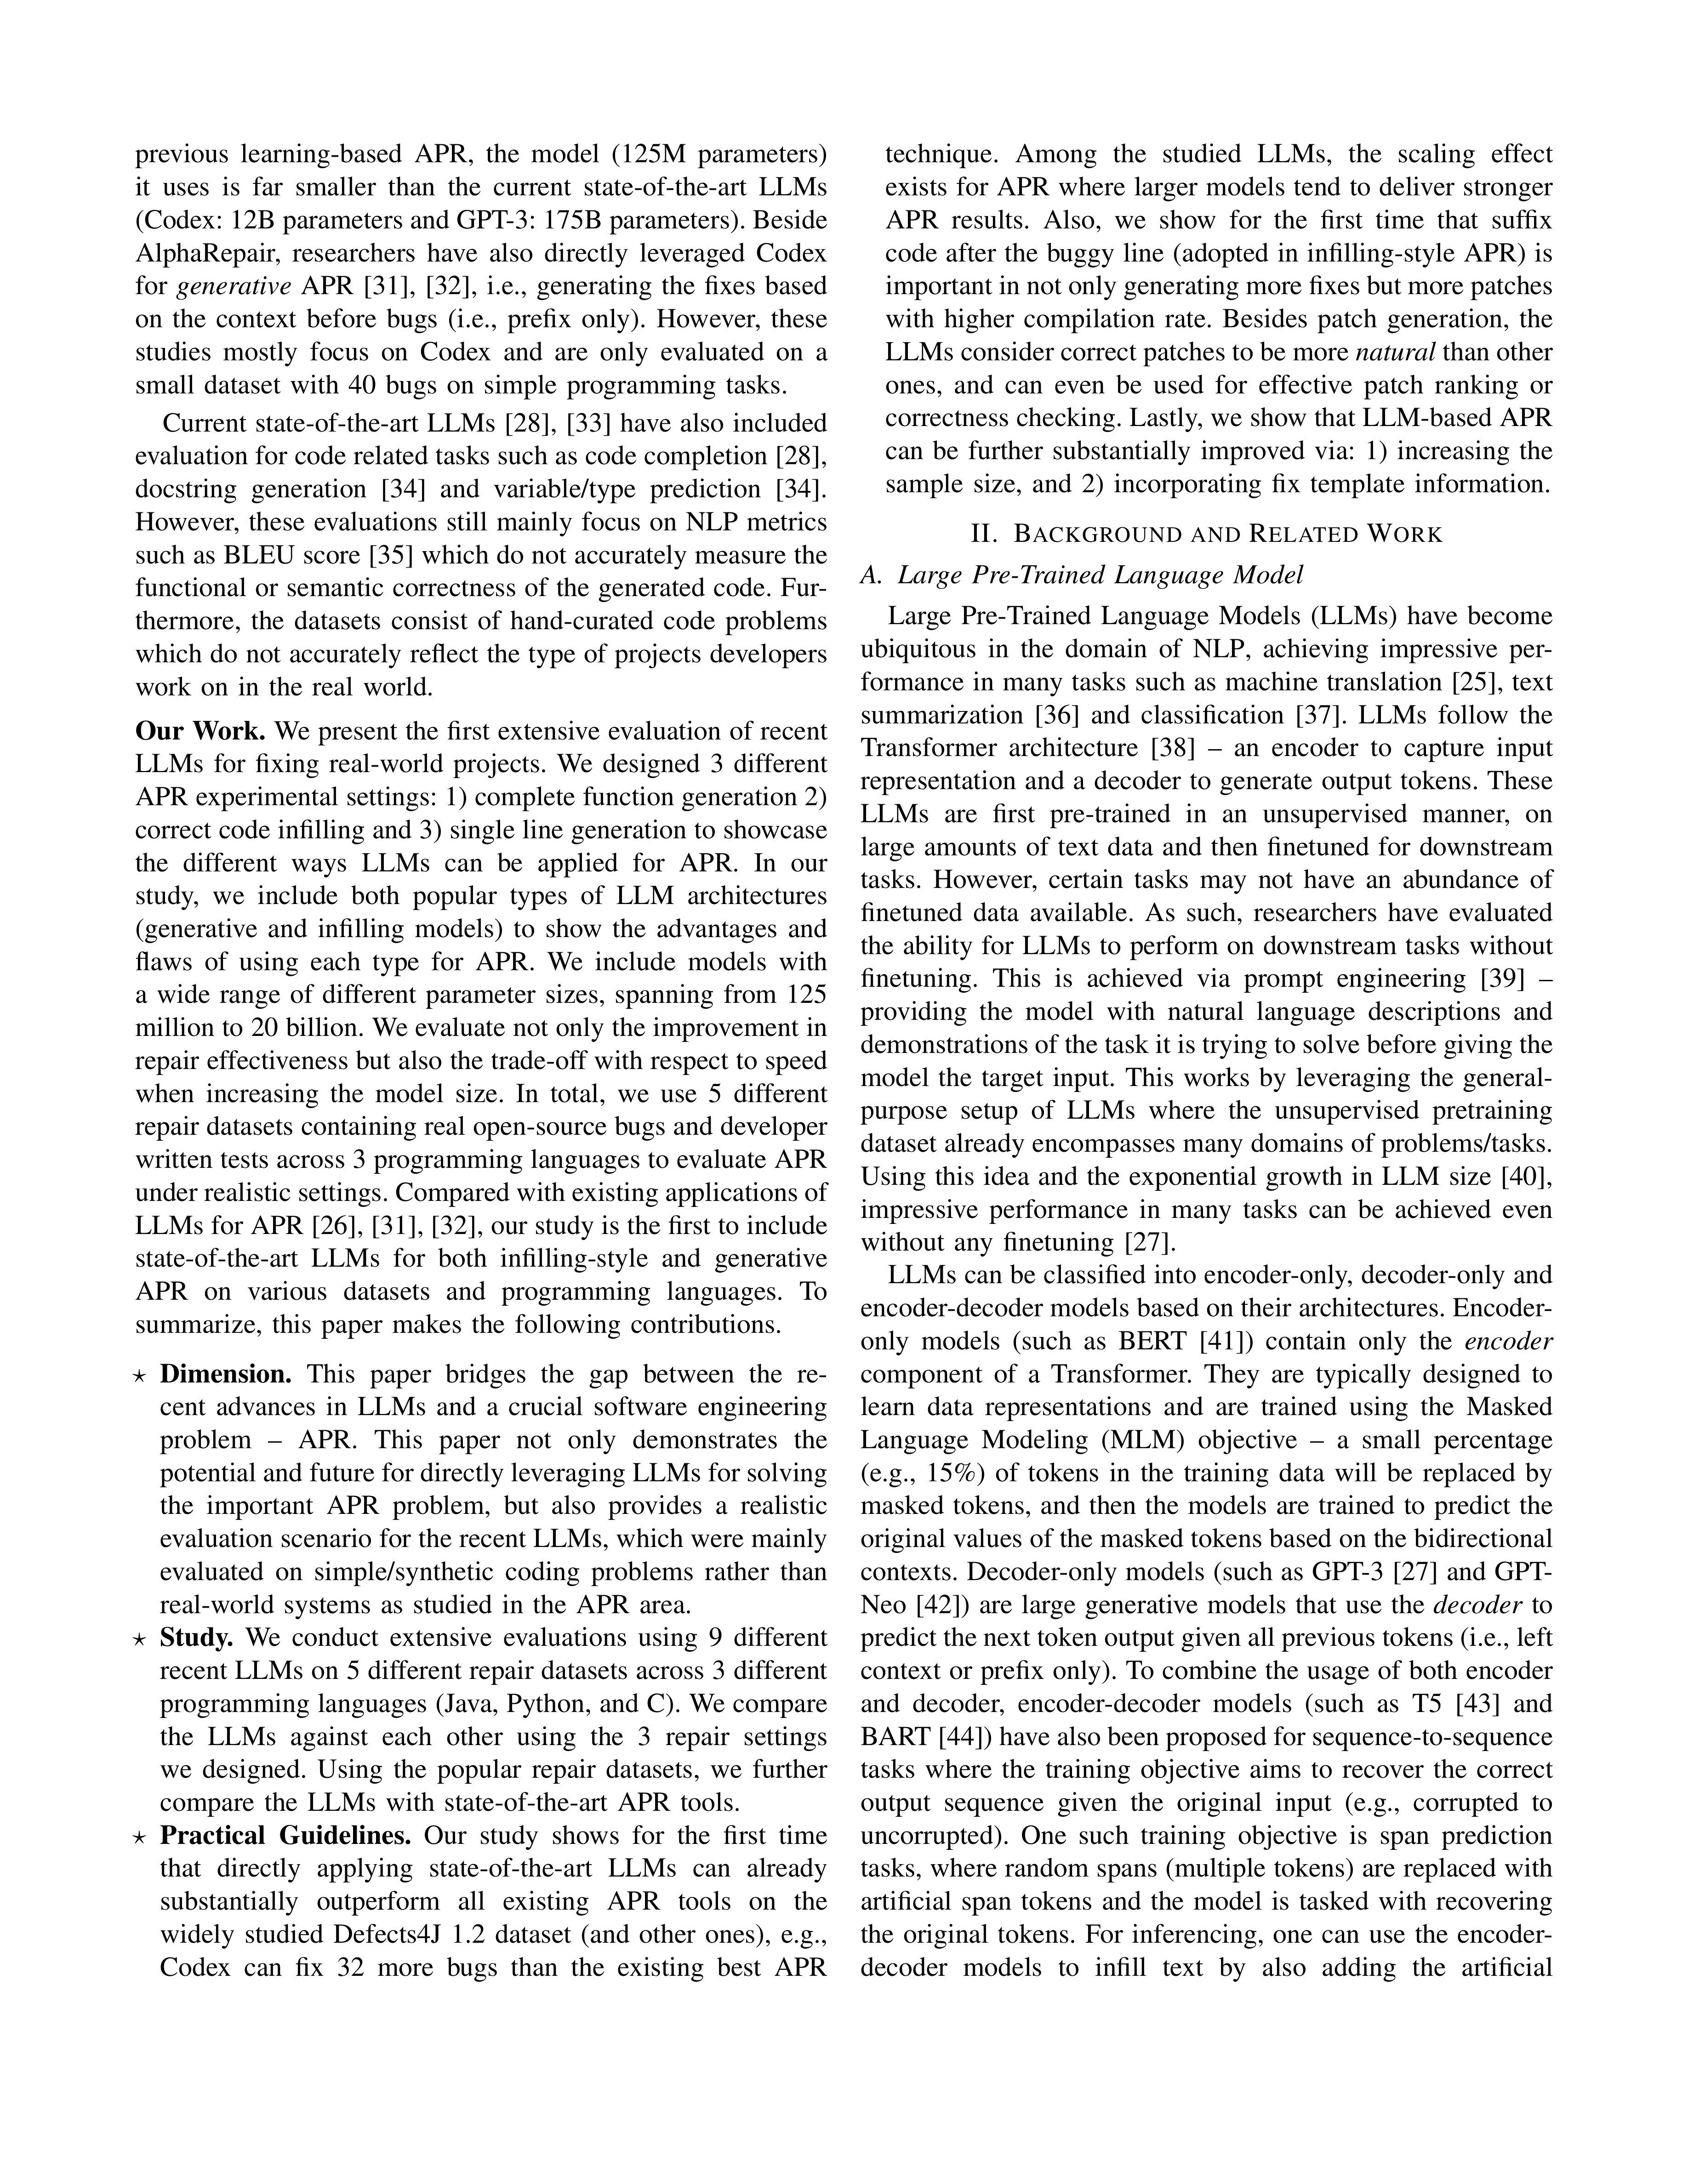 previous learning-based APR, the model (125M parameters)
it uses is far smaller than the current state-of-the-art LLMs
(Codex: 12B parameters and GPT-3: 175B parameters). Beside
AlphaRepair, researchers have also directly leveraged Codex
for generative APR [31], [32], i.e., generating the fixes based
on the context before bugs (i.e., prefix only). However, these
studies mostly focus on Codex and are only evaluated on a
small dataset with 40 bugs on simple programming tasks.
Current state-of-the-art LLMs [28], [33] have also included
evaluation for code related tasks such as code completion [28],
docstring generation [34] and variable/type prediction [34].
However, these evaluations still mainly focus on NLP metrics
such as BLEU score [35] which do not accurately measure the
functional or semantic correctness of the generated code. Fur-
thermore, the datasets consist of hand-curated code problems
which do not accurately reflect the type of projects developers
work on in the real world.
Our Work. We present the first extensive evaluation of recent
LLMs for fixing real-world projects. We designed 3 different
APR experimental settings: 1) complete function generation 2)
correct code infilling and 3) single line generation to showcase
the different ways LLMs can be applied for APR. In our
study, we include both popular types of LLM architectures
(generative and infilling models) to show the advantages and
flaws of using each type for APR. We include models with
a wide range of different parameter sizes, spanning from 125
million to 20 billion. We evaluate not only the improvement in
repair effectiveness but also the trade-off with respect to speed
when increasing the model size. In total, we use 5 different
repair datasets containing real open-source bugs and developer
written tests across 3 programming languages to evaluate APR
under realistic settings. Compared with existing applications of
LLMs for APR [26], [31], [32], our study is the first to include
state-of-the-art LLMs for both infilling-style and generative
APR on various datasets and programming languages. To
summarize, this paper makes the following contributions.
⋆ Dimension. This paper bridges the gap between the re-
cent advances in LLMs and a crucial software engineering
problem – APR. This paper not only demonstrates the
potential and future for directly leveraging LLMs for solving
the important APR problem, but also provides a realistic
evaluation scenario for the recent LLMs, which were mainly
evaluated on simple/synthetic coding problems rather than
real-world systems as studied in the APR area.
⋆ Study. We conduct extensive evaluations using 9 different
recent LLMs on 5 different repair datasets across 3 different
programming languages (Java, Python, and C). We compare
the LLMs against each other using the 3 repair settings
we designed. Using the popular repair datasets, we further
compare the LLMs with state-of-the-art APR tools.
⋆ Practical Guidelines. Our study shows for the first time
that directly applying state-of-the-art LLMs can already
substantially outperform all existing APR tools on the
widely studied Defects4J 1.2 dataset (and other ones), e.g.,
Codex can fix 32 more bugs than the existing best APR
technique. Among the studied LLMs, the scaling effect
exists for APR where larger models tend to deliver stronger
APR results. Also, we show for the first time that suffix
code after the buggy line (adopted in infilling-style APR) is
important in not only generating more fixes but more patches
with higher compilation rate. Besides patch generation, the
LLMs consider correct patches to be more natural than other
ones, and can even be used for effective patch ranking or
correctness checking. Lastly, we show that LLM-based APR
can be further substantially improved via: 1) increasing the
sample size, and 2) incorporating fix template information.
II. BACKGROUND AND RELATED WORK
A. Large Pre-Trained Language Model
Large Pre-Trained Language Models (LLMs) have become
ubiquitous in the domain of NLP, achieving impressive per-
formance in many tasks such as machine translation [25], text
summarization [36] and classification [37]. LLMs follow the
Transformer architecture [38] – an encoder to capture input
representation and a decoder to generate output tokens. These
LLMs are first pre-trained in an unsupervised manner, on
large amounts of text data and then finetuned for downstream
tasks. However, certain tasks may not have an abundance of
finetuned data available. As such, researchers have evaluated
the ability for LLMs to perform on downstream tasks without
finetuning. This is achieved via prompt engineering [39] –
providing the model with natural language descriptions and
demonstrations of the task it is trying to solve before giving the
model the target input. This works by leveraging the general-
purpose setup of LLMs where the unsupervised pretraining
dataset already encompasses many domains of problems/tasks.
Using this idea and the exponential growth in LLM size [40],
impressive performance in many tasks can be achieved even
without any finetuning [27].
LLMs can be classified into encoder-only, decoder-only and
encoder-decoder models based on their architectures. Encoder-
only models (such as BERT [41]) contain only the encoder
component of a Transformer. They are typically designed to
learn data representations and are trained using the Masked
Language Modeling (MLM) objective – a small percentage
(e.g., 15%) of tokens in the training data will be replaced by
masked tokens, and then the models are trained to predict the
original values of the masked tokens based on the bidirectional
contexts. Decoder-only models (such as GPT-3 [27] and GPT-
Neo [42]) are large generative models that use the decoder to
predict the next token output given all previous tokens (i.e., left
context or prefix only). To combine the usage of both encoder
and decoder, encoder-decoder models (such as T5 [43] and
BART [44]) have also been proposed for sequence-to-sequence
tasks where the training objective aims to recover the correct
output sequence given the original input (e.g., corrupted to
uncorrupted). One such training objective is span prediction
tasks, where random spans (multiple tokens) are replaced with
artificial span tokens and the model is tasked with recovering
the original tokens. For inferencing, one can use the encoder-
decoder models to infill text by also adding the artificial